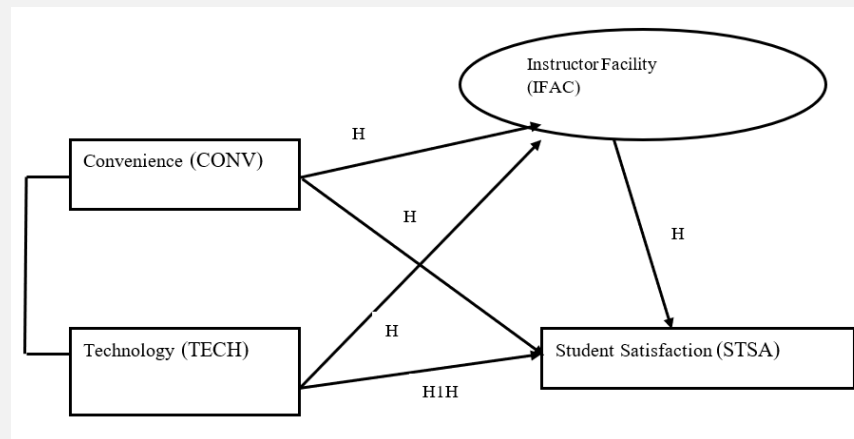 Instructor Facility
(IFAC)
H
Convenience (CONV)
H
H
H
Technology (TECH)
Student Satisfaction (STSA)
H1H